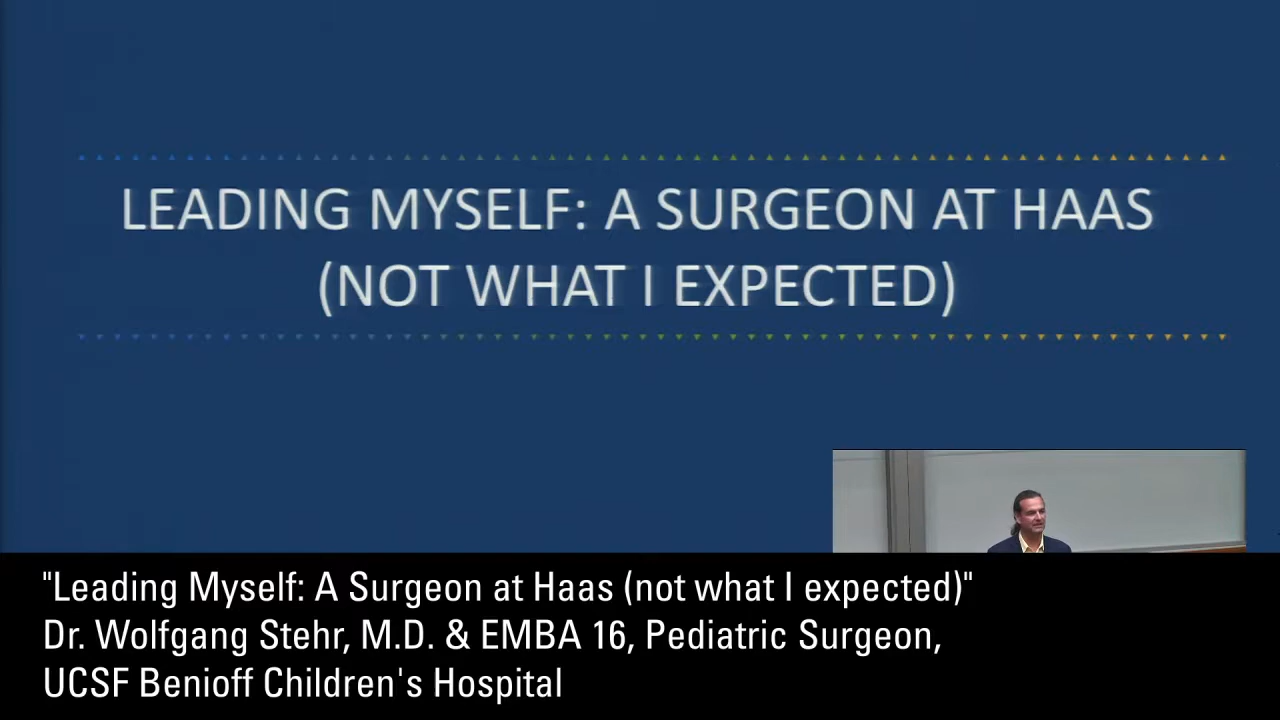 LEADING MYSELF: A SURGEON AT HAAS
(NOT WHAT I EXPECTED)
"Leading Myself: A Surgeon at Haas (not what I expected)"
Dr. Wolfgang Stehr, M.D. & EMBA 16, Pediatric Surgeon,
UCSF Benioff Children's Hospital